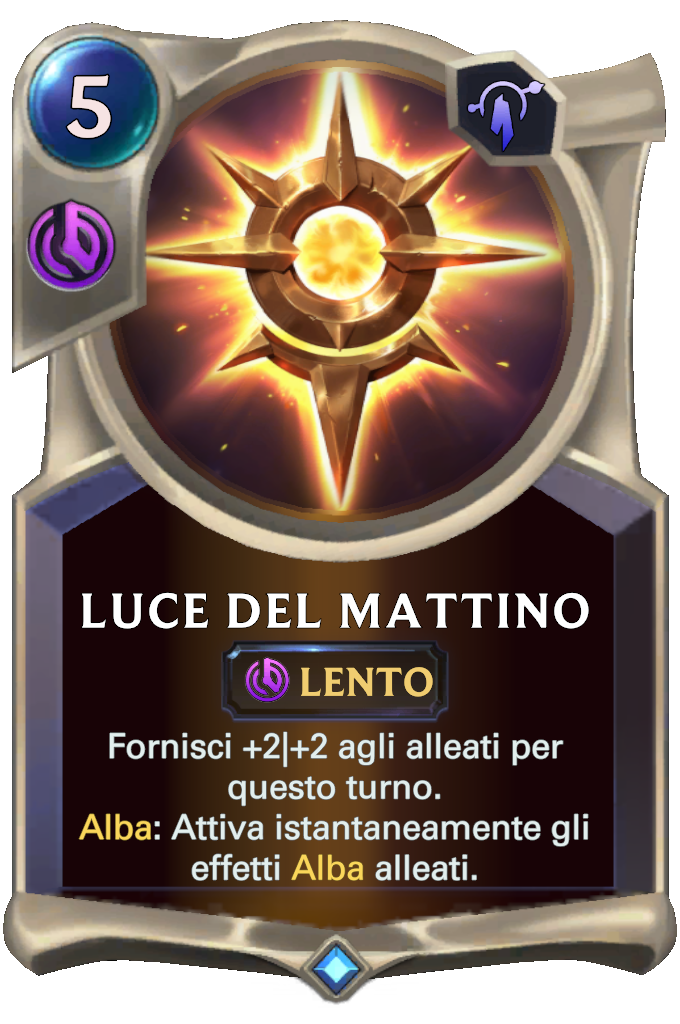 5
LUCE DEL MATTINO
LENTO
Fornisci +2|+2 agli alleati per
questo turno.
Alba: Attiva istantaneamente gli
effetti Alba alleati.